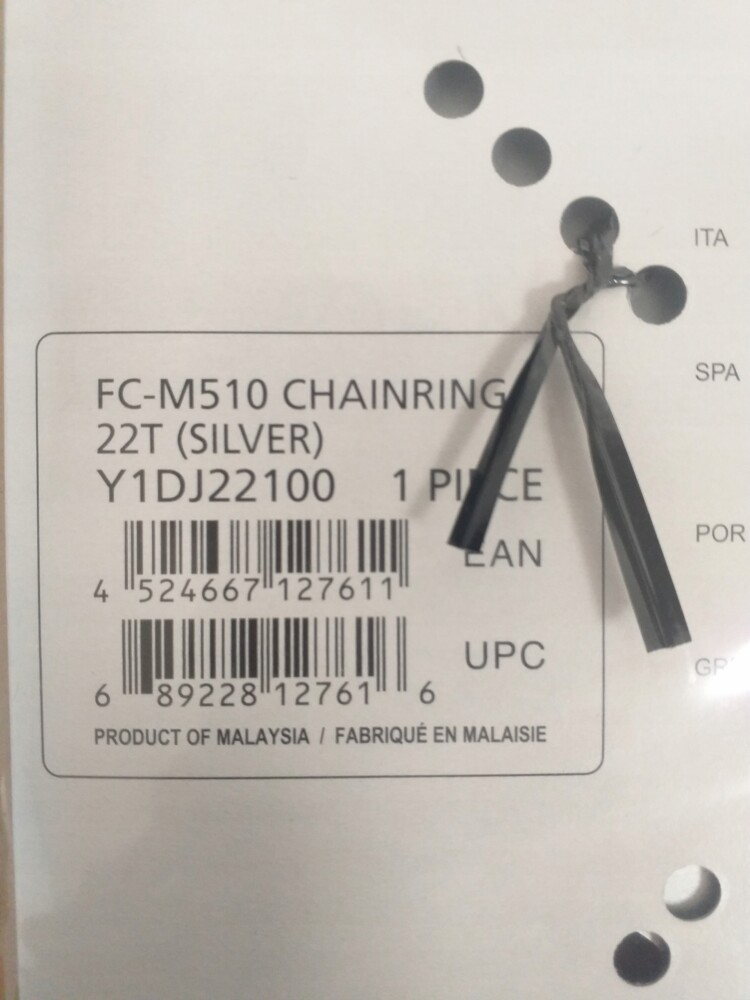 ITA
SPA
FC-M510 CHAINRING
22T (SILVER)
Y1DJ22100 1 PIECE
POR
EAN
4 524667 127611
UPC
6 89228 12761 6
PRODUCT OF MALAYSIA / FABRIQUÉ EN MALAISIE